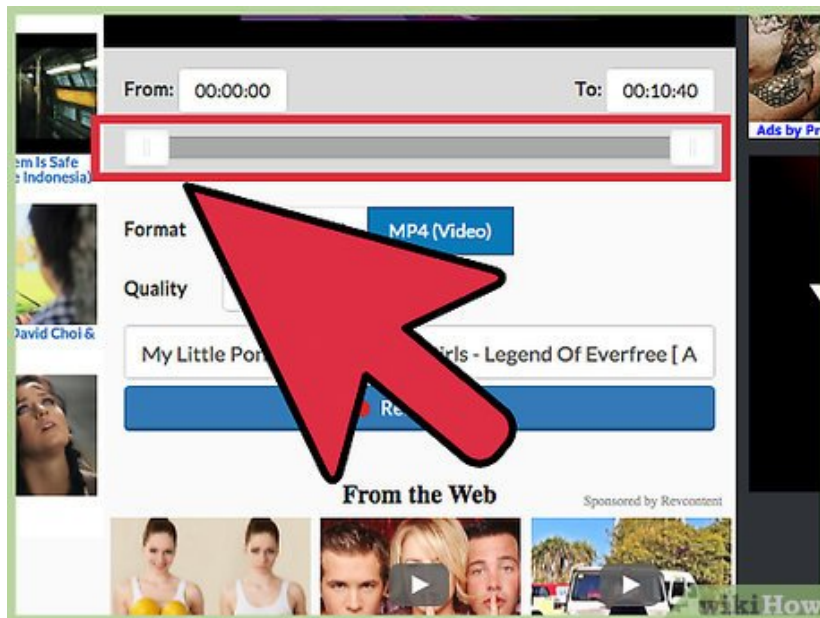 From: 00:00:00 To: 00:10:40
Ads by Pr
em Is Safe
e Indonesia)
Format MP4 (Video)
Quality
David Choi &
My Little Pon irls - Legend Of Everfree [ A
Re
From the Web
Sponsored by Revcontent
wikiHow